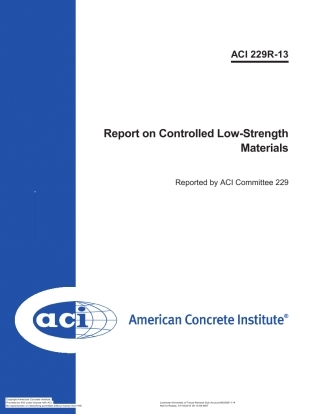 ACI 229R-13
Report on Controlled Low-Strength
Materials
Reported by ACI Committee 229
aci
American Concrete Institute®